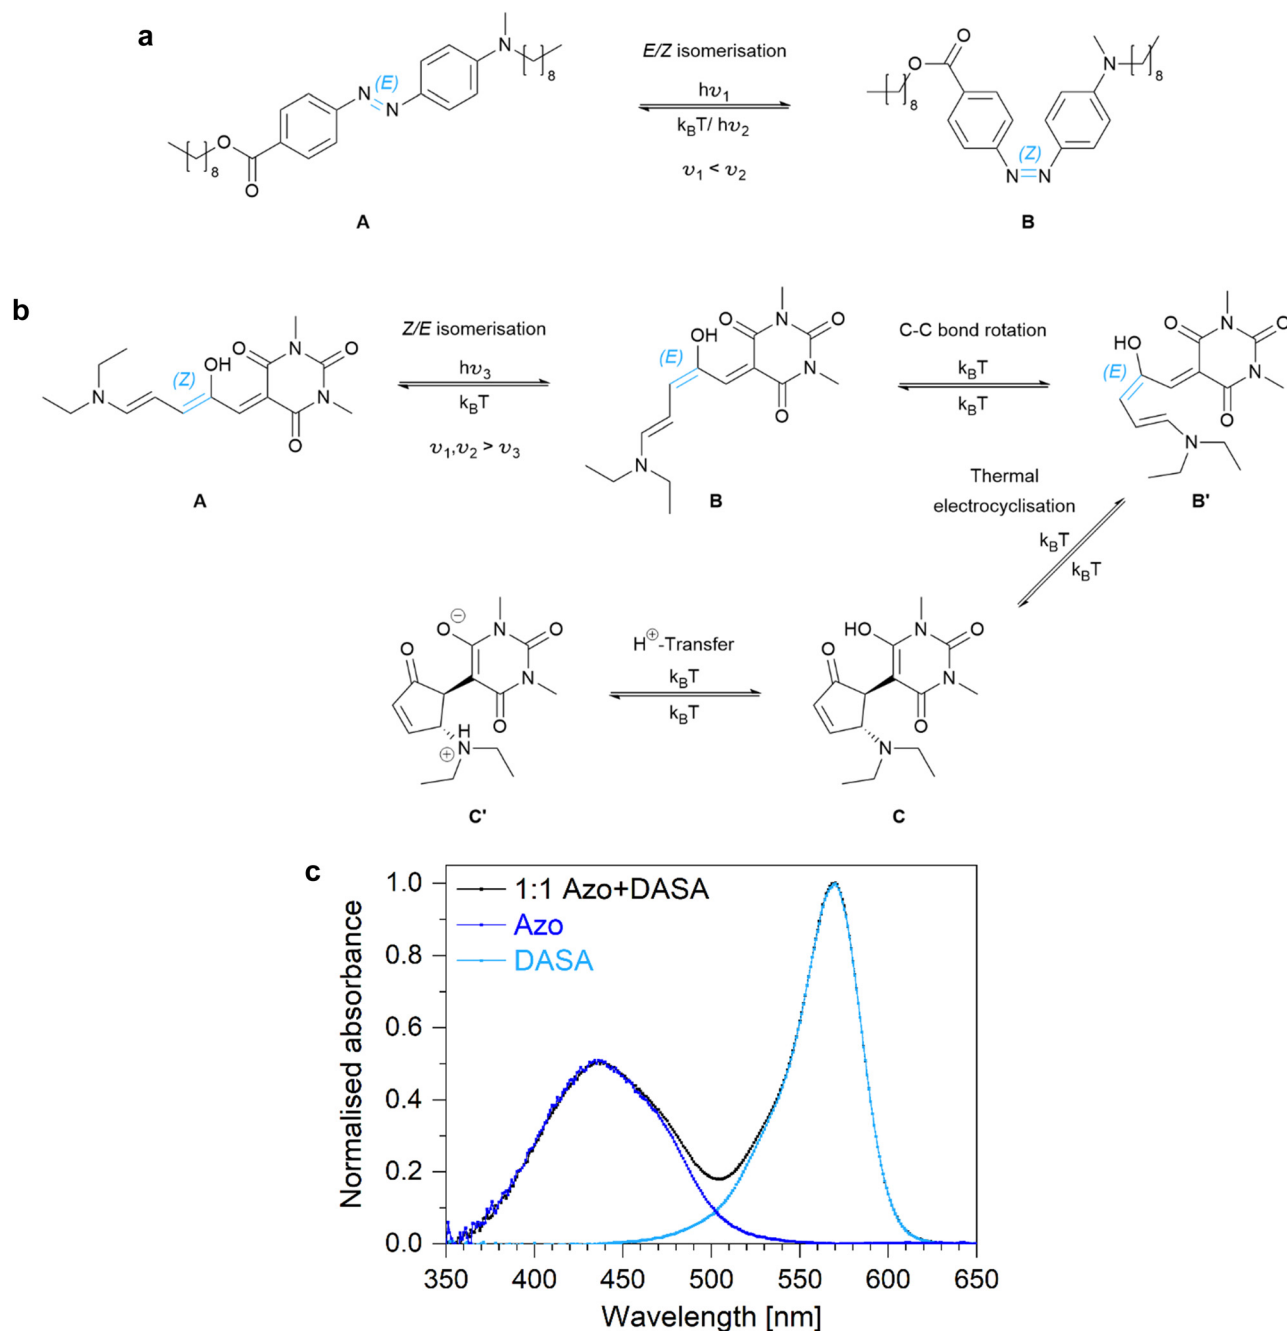 a
E/Z isomerisation
hυ1
kBT/ hυ2
υ1 < υ2
(E)
N
N
N
8
O
O
8
A
O
O
8
N
8
(Z)
N
N
B
b
Z/E isomerisation
hυ3
kBT
υ1,υ2 > υ3
N
(Z)
OH
O
N
O
N
O
A
O
N
O
OH
(E)
N
O
N
B
C-C bond rotation
kBT
kBT
O
N
O
HO
(E)
N
O
N
B'
Thermal
electrocyclisation
kBT
kBT
O⊖
N
O
O
N
O
H
N
⊕
C'
H⊕-Transfer
kBT
kBT
HO
N
O
O
N
O
N
C
c
1:1 Azo+DASA
Azo
DASA
Normalised absorbance
1.0
0.8
0.6
0.4
0.2
0.0
350 400 450 500 550 600 650
Wavelength [nm]